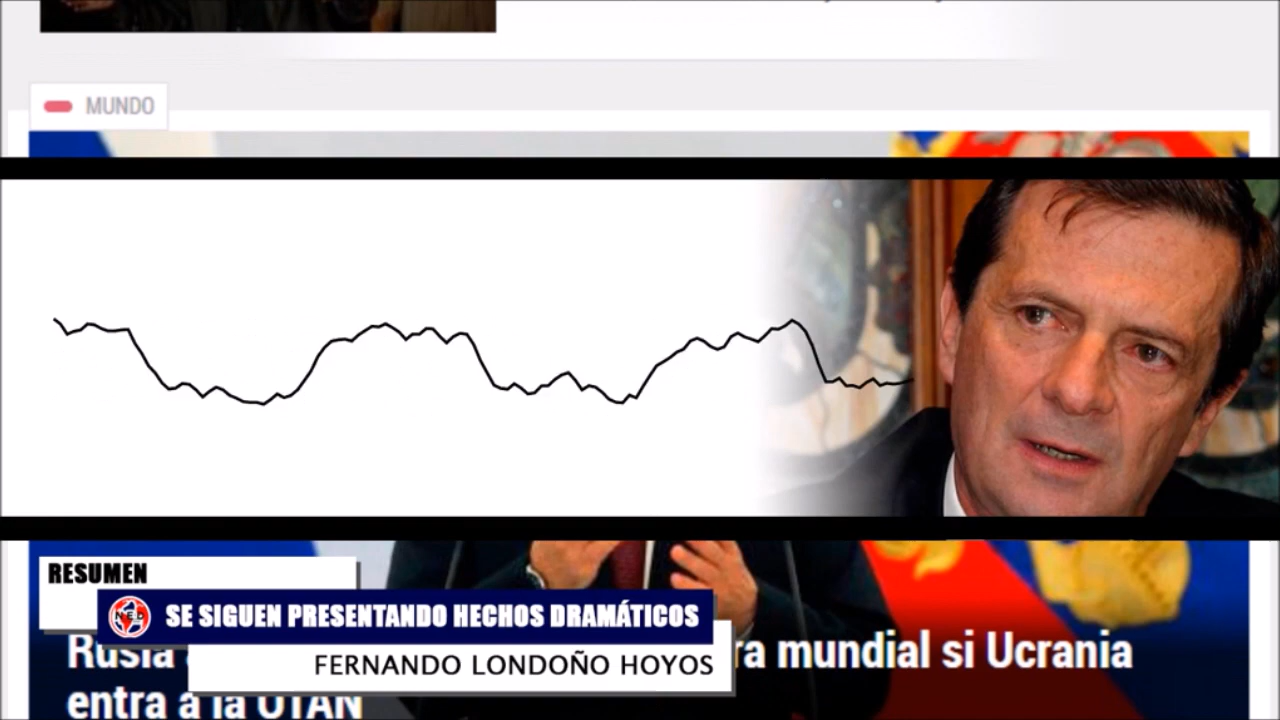 MUNDO
RESUMEN
SE SIGUEN PRESENTANDO HECHOS DRAMÁTICOS
FERNANDO LONDOÑO HOYOS
Rusia
ra mundial si Ucrania
entra a la OTAN